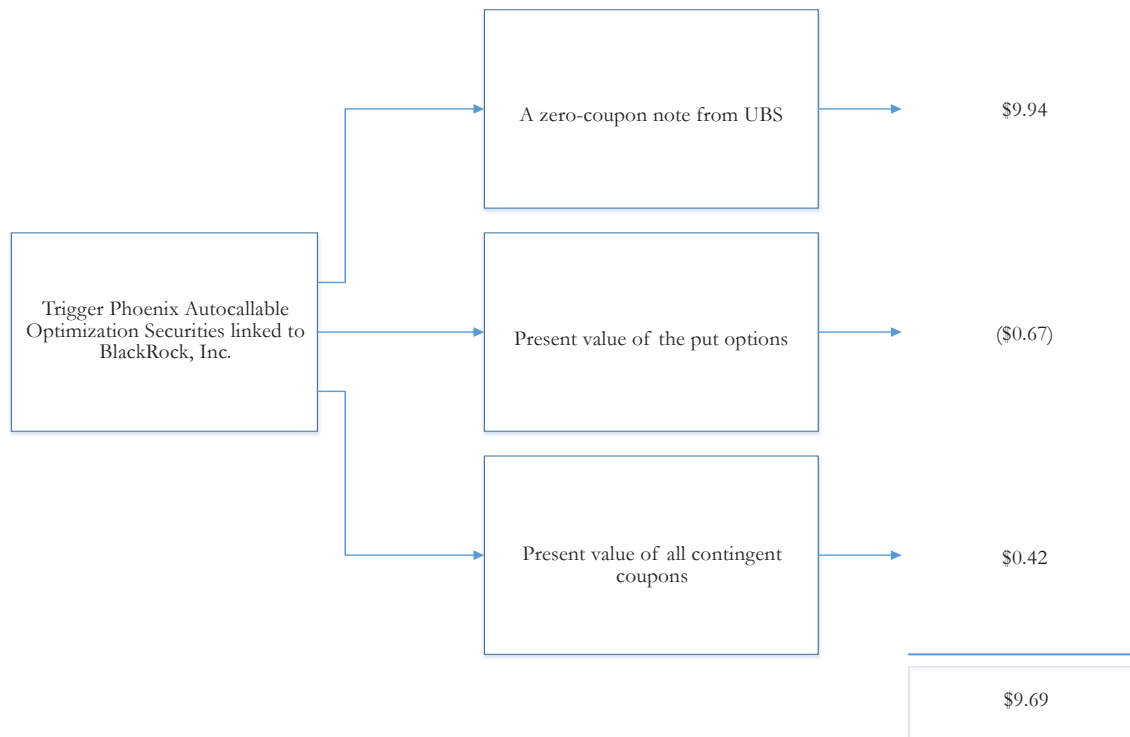 A zero-coupon note from UBS
$9.94
Trigger Phoenix Autocallable
Optimization Securities linked to
BlackRock, Inc.
Present value of the put options
($0.67)
Present value of all contingent
coupons
$0.42
$9.69